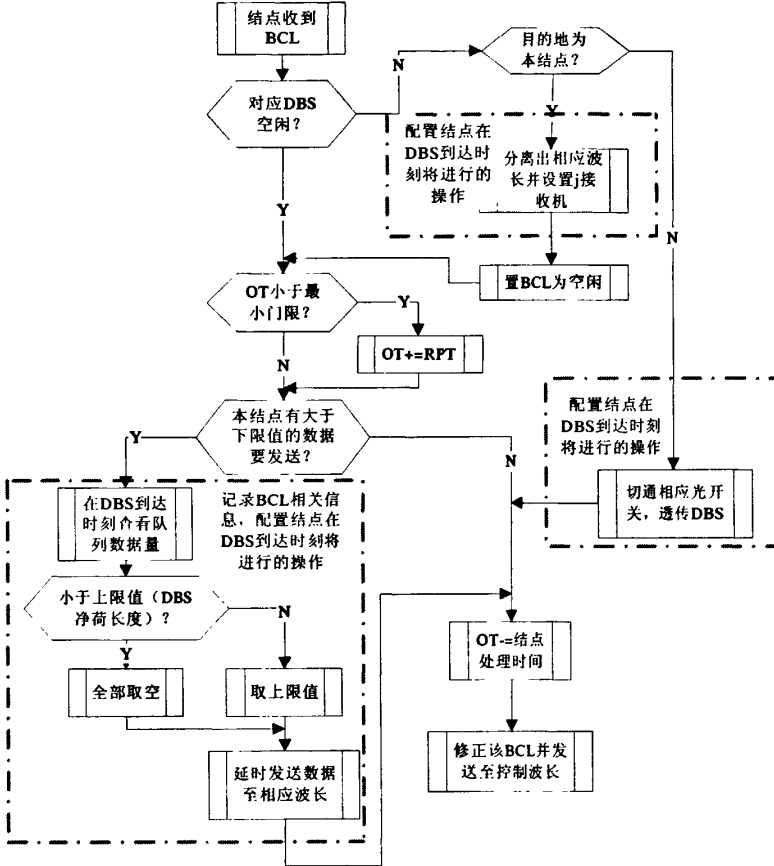 结点收到
BCL
对应DBS
空闲?
N
目的地为
本结点?
Y
配置结点在
DBS到达时
刻将进行的
操作
分离出相应波
长并设置j接
收机
Y
N
置BCL为空闲
OT小于最
小门限?
Y
OT+=RPT
N
本结点有大于
下限值的数据
要发送?
Y
N
配置结点在
DBS到达时刻
将进行的操作
切通相应光开
关,透传DBS
在DBS到达
时刻查看队
列数据量
记录BCL相关信
息,配置结点在
DBS到达时刻将
进行的操作
小于上限值(DBS
净荷长度)?
N
Y
全部取空
取上限值
延时发送数据
至相应波长
OT-=结点
处理时间
修正该BCL并发
送至控制波长